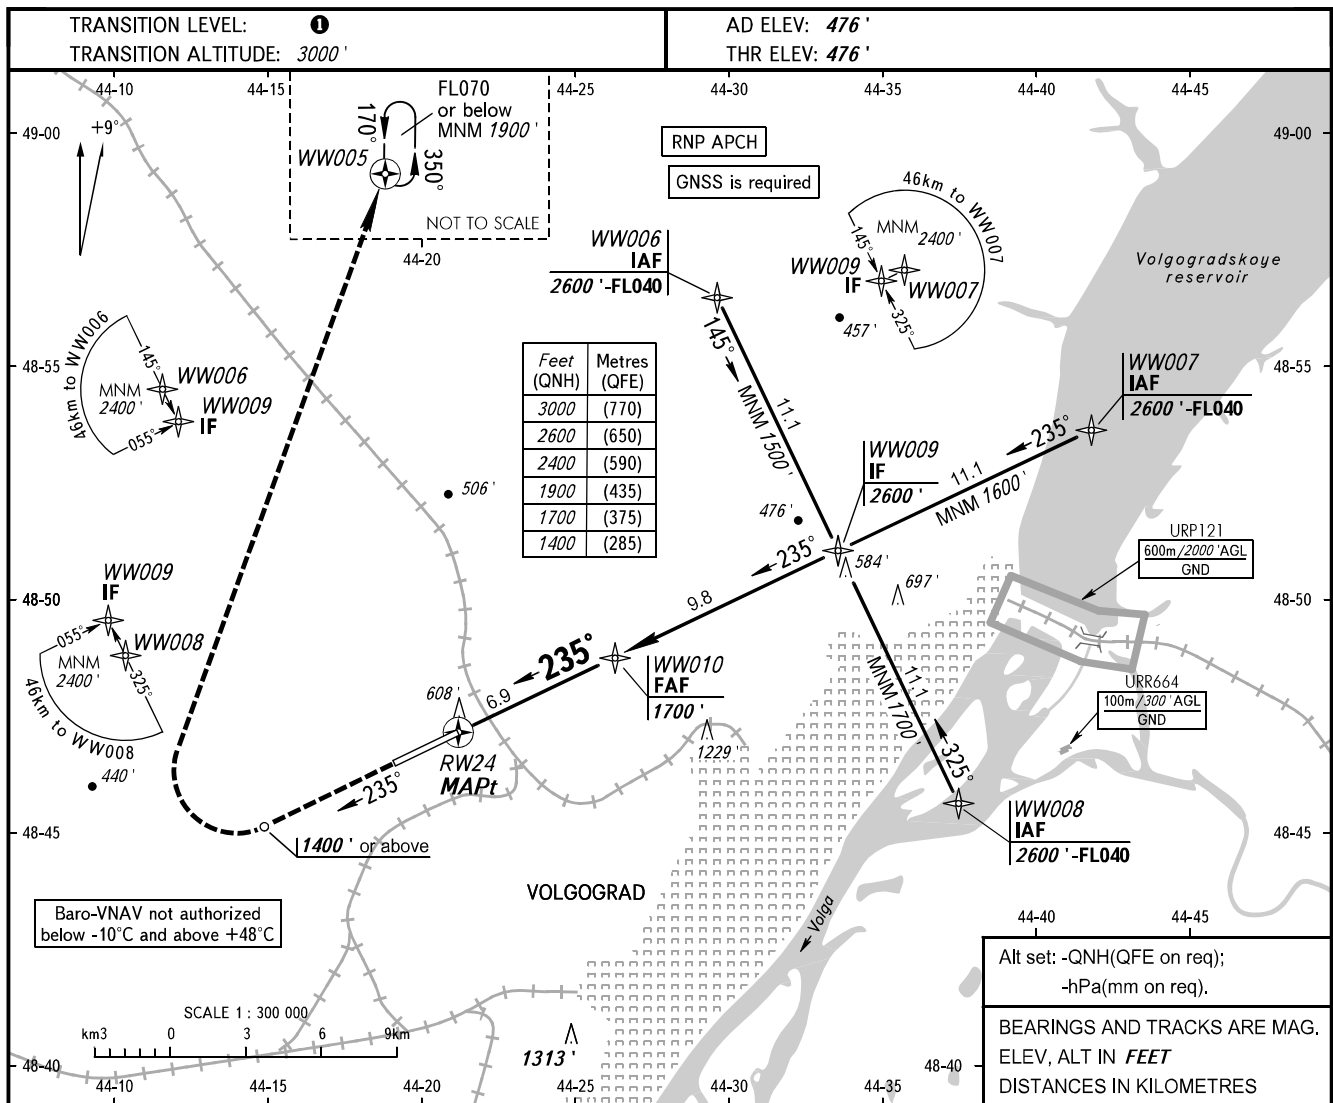 TRANSITION LEVEL: ❶
TRANSITION ALTITUDE: 3000 '
AD ELEV: 476 '
THR ELEV: 476 '
44-10
44-15
44-25
44-30
44-35
44-40
44-45
49-00
49-00
+9°
FL070
or below
MNM 1900 '
170°
350°
WW005
NOT TO SCALE
44-20
RNP APCH
GNSS is required
46km to WW007
MNM
2400 '
145°
WW009
IF
WW007
325°
457 '
Volgogradskoye
reservoir
WW006
IAF
2600 '-FL040
145°
11.1
MNM 1500'
48-55
48-55
46km to WW006
145°
MNM
2400 '
WW006
WW009
IF
055°
Feet
(QNH)
Metres
(QFE)
3000 (770)
2600 (650)
2400 (590)
1900 (435)
1700 (375)
1400 (285)
WW007
IAF
2600 '-FL040
235°
11.1
MNM 1600'
WW009
IF
2600 '
506 '
476 '
584 '
697 '
235°
9.8
URP121
600m/2000 'AGL
GND
48-50
48-50
WW009
IF
055°
WW008
MNM
2400 '
325°
46km to WW008
440 '
235°
6.9
608 '
WW010
FAF
1700 '
1229 '
11.1
MNM 1700'
325°
URR664
100m/300' AGL
GND
RW24
MAPt
235°
WW008
IAF
2600 '-FL040
48-45
48-45
1400 ' or above
VOLGOGRAD
Volga
Baro-VNAV not authorized
below -10°C and above +48°C
44-40
44-45
Alt set: -QNH(QFE on req);
-hPa(mm on req).
SCALE 1 : 300 000
km3 0 3 6 9km
1313 '
BEARINGS AND TRACKS ARE MAG.
ELEV, ALT IN FEET
DISTANCES IN KILOMETRES
48-40
48-40
44-10
44-15
44-20
44-25
44-30
44-35